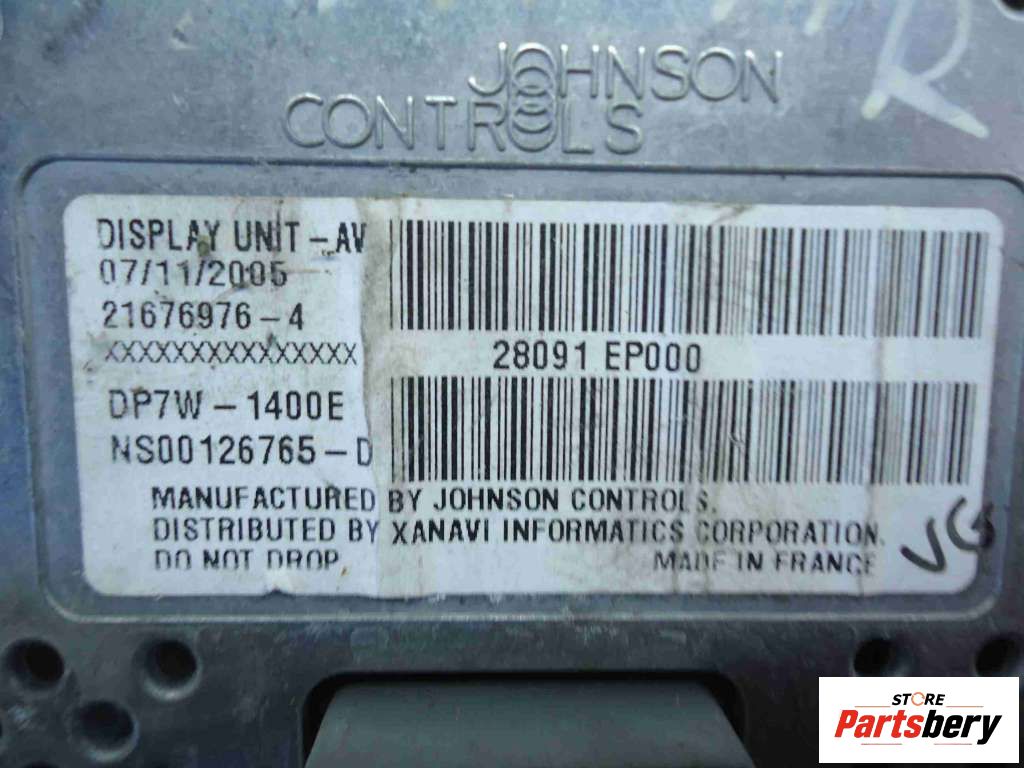 JOHNSON
CONTROLS
R
DISPLAY UNIT-AV
07/11/2005
21676976-4
XXXXXXXXXXXXXXXX
28091 EP000
DP7W-1400E
NS00126765-D
MANUFACTURED BY JOHNSON CONTROLS.
DISTRIBUTED BY XANAVI INFORMATICS CORPORATION.
DO NOT DROP MADE IN FRANCE
STORE
Partsbery